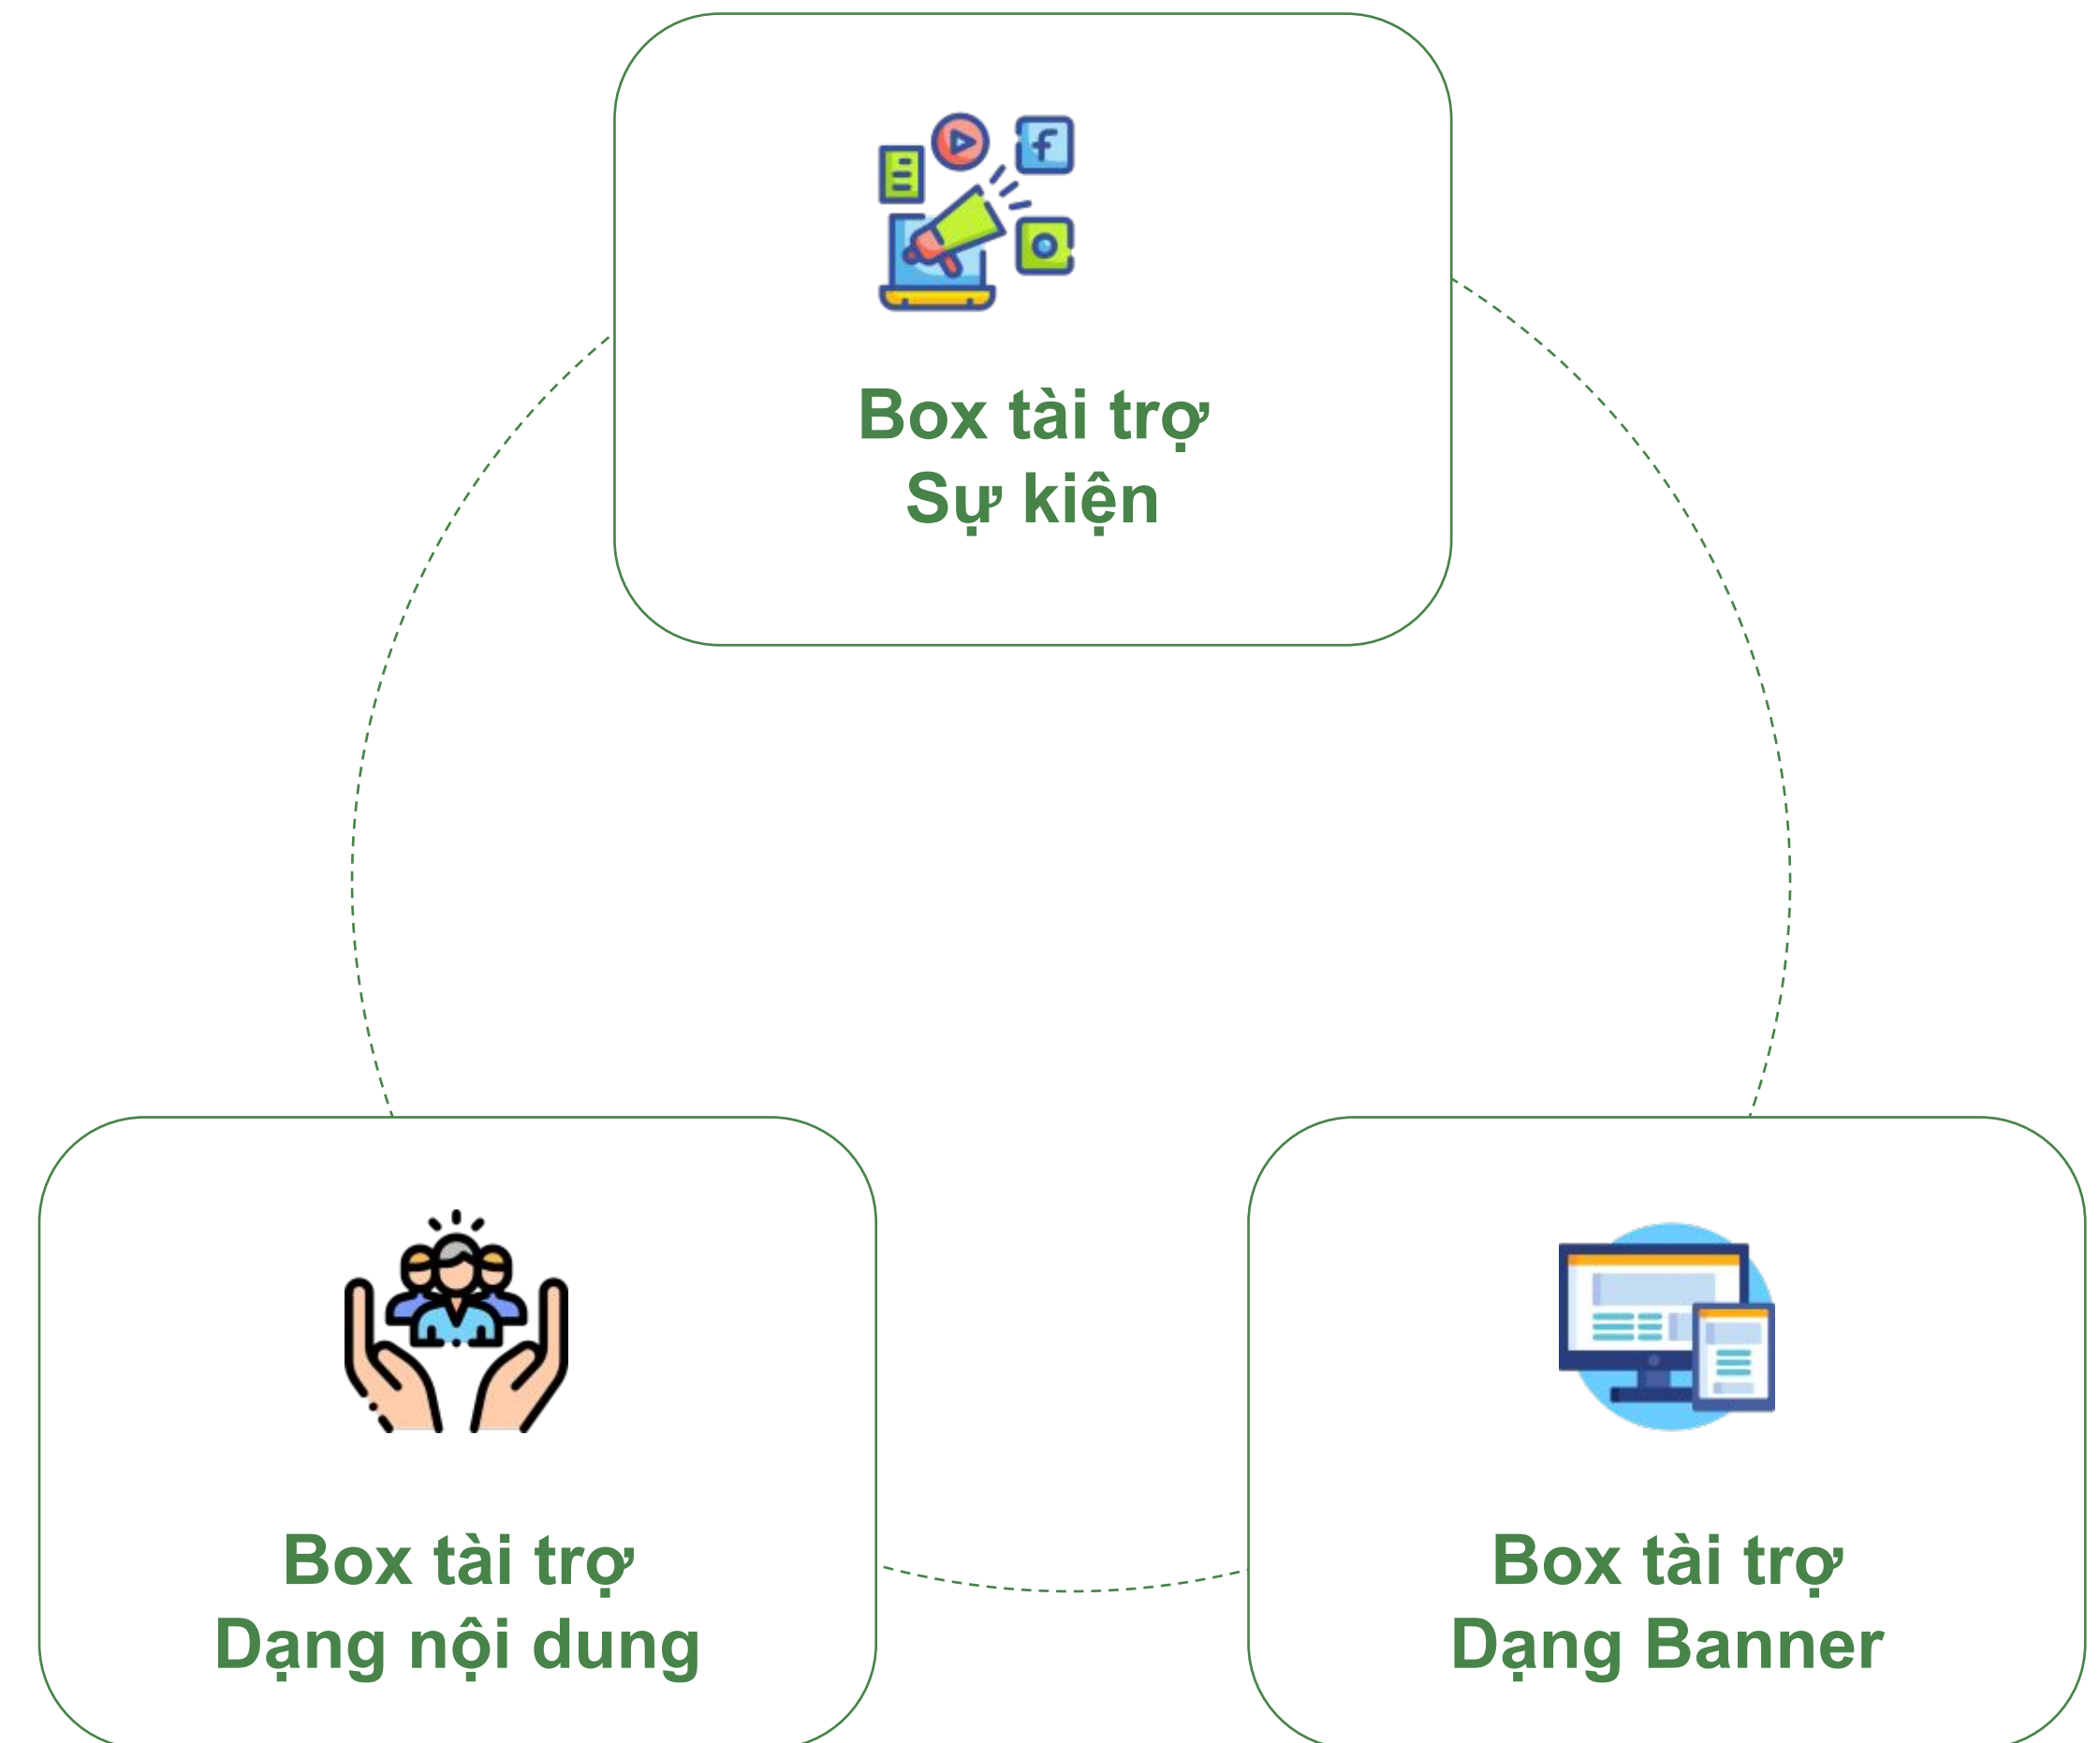 Box tài trợ
Sự kiện
Box tài trợ
Dạng nội dung
Box tài trợ
Dạng Banner